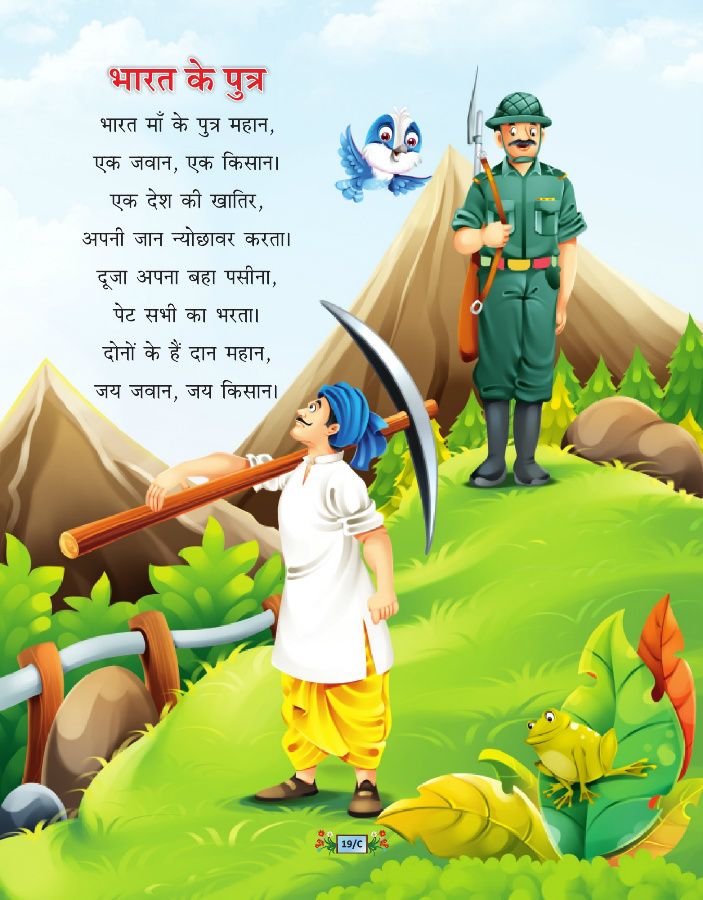 भारत के पुत्र
भारत माँ के पुत्र महान,
एक जवान, एक किसान।
एक देश की खातिर,
अपनी जान न्योछावर करता।
दूजा अपना बहा पसीना,
पेट सभी का भरता।
दोनों के हैं दान महान,
जय जवान, जय किसान।
19/C